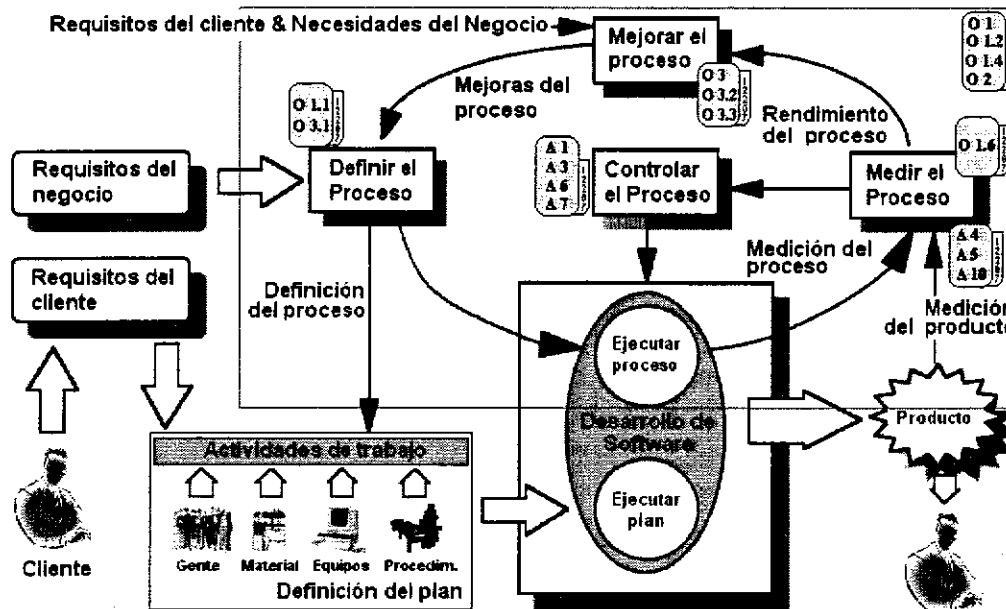 Requisitos del cliente & Necesidades del Negocio
Mejorar el
proceso
O 1
O 1.2
O 1.4
O 2
Mejoras del
proceso
O 3
O 3.2
O 3.3
Rendimiento
del proceso
O 1.1
O 3.1
O 1.6
Requisitos del
negocio
Definir el
Proceso
A 1
A 3
A 6
A 7
Controlar
el Proceso
Medir el
Proceso
A 4
A 5
A 10
Requisitos del
cliente
Definición
del proceso
Medición del
proceso
Medición
del producto
Ejecutar
proceso
Desarrollo de
Software
Producto
Actividades de trabajo
Ejecutar
plan
Gente
Material
Equipos
Procedim.
Definición del plan
Cliente